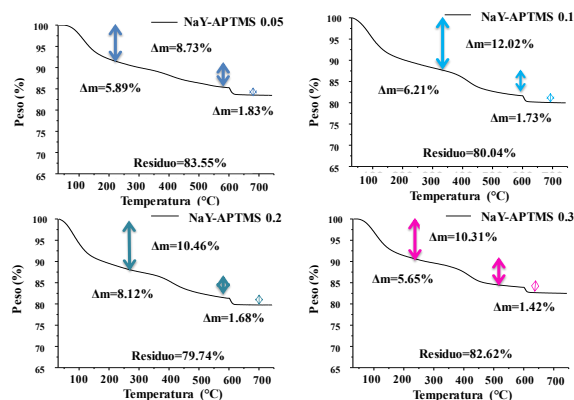 NaY-APTMS 0.05
Δm=8.73%
Δm=5.89%
Δm=1.83%
Residuo=83.55%
Peso (%)
100
95
90
85
80
75
70
65
100 200 300 400 500 600 700
Temperatura (°C)
NaY-APTMS 0.1
Δm=12.02%
Δm=6.21%
Δm=1.73%
Residuo=80.04%
Peso (%)
100
95
90
85
80
75
70
65
100 200 300 400 500 600 700
Temperatura (°C)
NaY-APTMS 0.2
Δm=10.46%
Δm=8.12%
Δm=1.68%
Residuo=79.74%
Peso (%)
100
95
90
85
80
75
70
65
100 200 300 400 500 600 700
Temperatura (°C)
NaY-APTMS 0.3
Δm=10.31%
Δm=5.65%
Δm=1.42%
Residuo=82.62%
Peso (%)
100
95
90
85
80
75
70
65
100 200 300 400 500 600 700
Temperatura (°C)